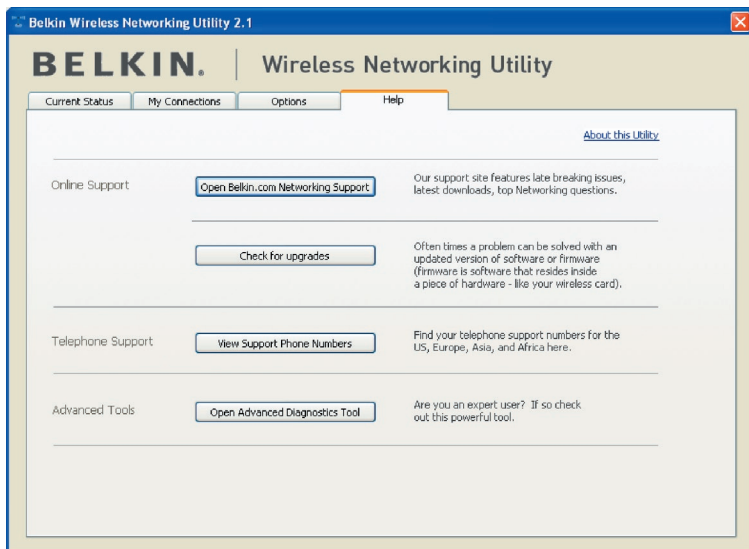 Belkin Wireless Networking Utility 2.1
BELKIN. | Wireless Networking Utility
Current Status My Connections Options Help
About this Utility
Online Support
Open Belkin.com Networking Support
Our support site features late breaking issues,
latest downloads, top Networking questions.
Check for upgrades
Often times a problem can be solved with an
updated version of software or firmware
(firmware is software that resides inside
a piece of hardware - like your wireless card).
Telephone Support
View Support Phone Numbers
Find your telephone support numbers for the
US, Europe, Asia, and Africa here.
Advanced Tools
Open Advanced Diagnostics Tool
Are you an expert user? If so check
out this powerful tool.